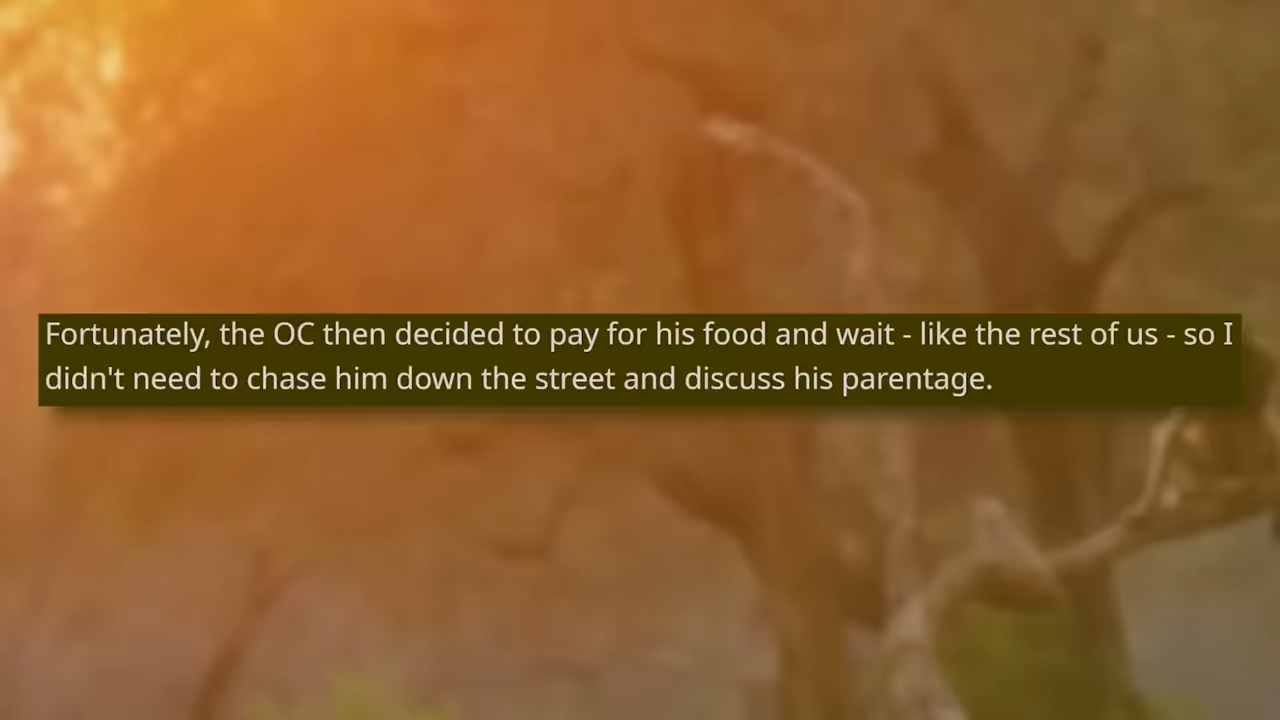 Fortunately, the OC then decided to pay for his food and wait - like the rest of us - so I
didn't need to chase him down the street and discuss his parentage.